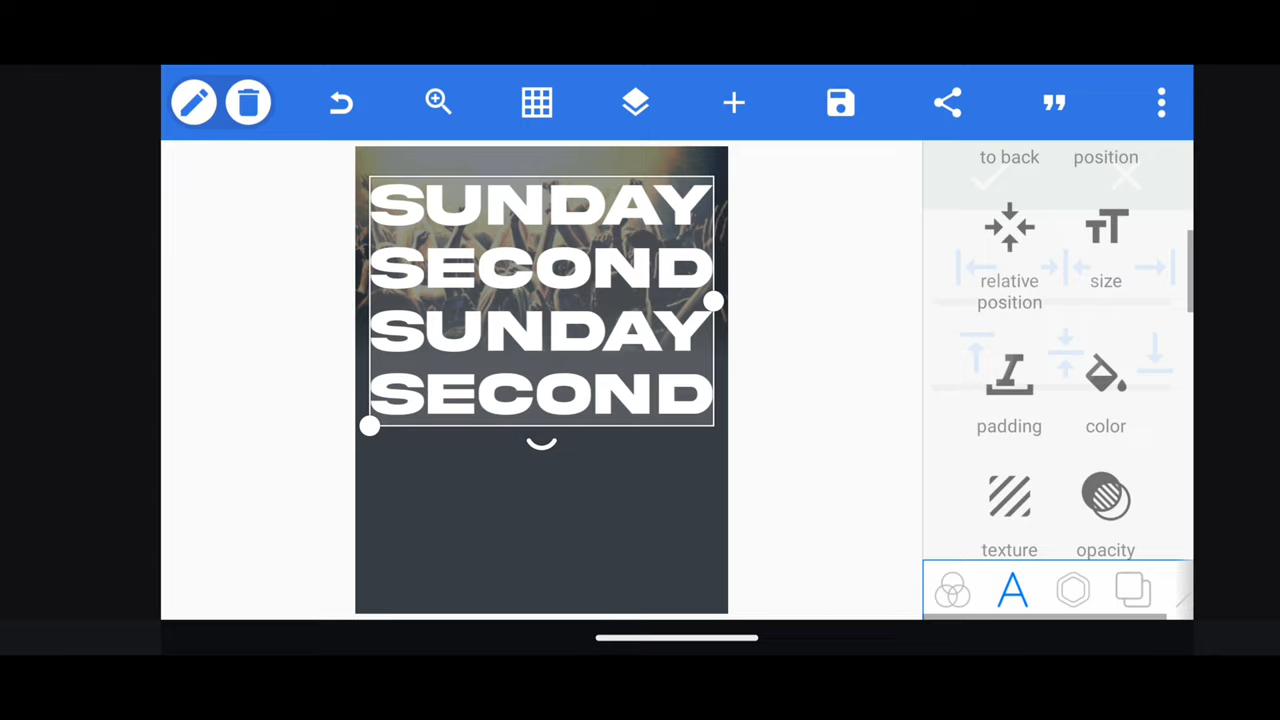 SUNDAY
SECOND
SUNDAY
SECOND
to back
position
relative
position
size
padding
color
texture
opacity